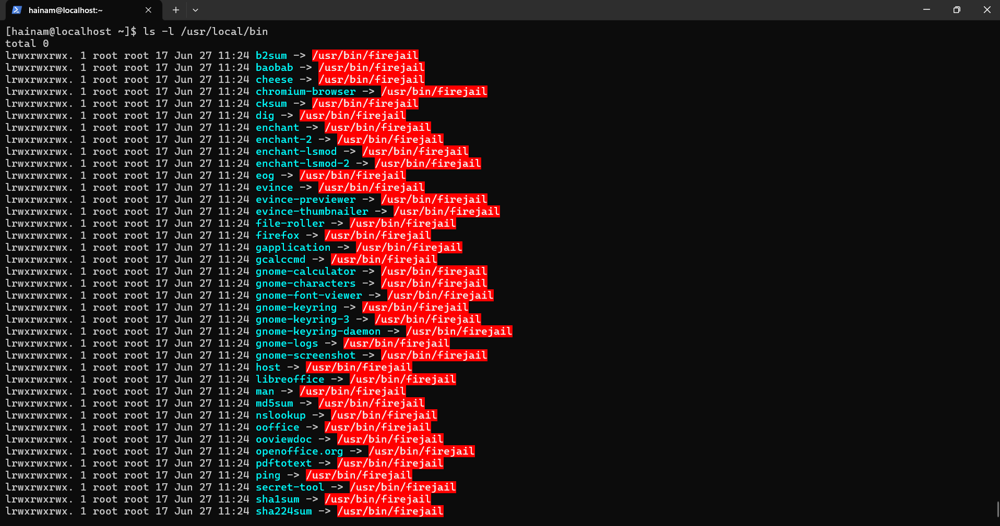 hainam@localhost:~
[hainam@localhost ~]$ ls -l /usr/local/bin
total 0
lrwxrwxrwx. 1 root root 17 Jun 27 11:24 b2sum -> /usr/bin/firejail
lrwxrwxrwx. 1 root root 17 Jun 27 11:24 baobab -> /usr/bin/firejail
lrwxrwxrwx. 1 root root 17 Jun 27 11:24 cheese -> /usr/bin/firejail
lrwxrwxrwx. 1 root root 17 Jun 27 11:24 chromium-browser -> /usr/bin/firejail
lrwxrwxrwx. 1 root root 17 Jun 27 11:24 cksum -> /usr/bin/firejail
lrwxrwxrwx. 1 root root 17 Jun 27 11:24 dig -> /usr/bin/firejail
lrwxrwxrwx. 1 root root 17 Jun 27 11:24 enchant -> /usr/bin/firejail
lrwxrwxrwx. 1 root root 17 Jun 27 11:24 enchant-2 -> /usr/bin/firejail
lrwxrwxrwx. 1 root root 17 Jun 27 11:24 enchant-lsmod -> /usr/bin/firejail
lrwxrwxrwx. 1 root root 17 Jun 27 11:24 enchant-lsmod-2 -> /usr/bin/firejail
lrwxrwxrwx. 1 root root 17 Jun 27 11:24 eog -> /usr/bin/firejail
lrwxrwxrwx. 1 root root 17 Jun 27 11:24 evince -> /usr/bin/firejail
lrwxrwxrwx. 1 root root 17 Jun 27 11:24 evince-previewer -> /usr/bin/firejail
lrwxrwxrwx. 1 root root 17 Jun 27 11:24 evince-thumbnailer -> /usr/bin/firejail
lrwxrwxrwx. 1 root root 17 Jun 27 11:24 file-roller -> /usr/bin/firejail
lrwxrwxrwx. 1 root root 17 Jun 27 11:24 firefox -> /usr/bin/firejail
lrwxrwxrwx. 1 root root 17 Jun 27 11:24 gapplication -> /usr/bin/firejail
lrwxrwxrwx. 1 root root 17 Jun 27 11:24 gcalccmd -> /usr/bin/firejail
lrwxrwxrwx. 1 root root 17 Jun 27 11:24 gnome-calculator -> /usr/bin/firejail
lrwxrwxrwx. 1 root root 17 Jun 27 11:24 gnome-characters -> /usr/bin/firejail
lrwxrwxrwx. 1 root root 17 Jun 27 11:24 gnome-font-viewer -> /usr/bin/firejail
lrwxrwxrwx. 1 root root 17 Jun 27 11:24 gnome-keyring -> /usr/bin/firejail
lrwxrwxrwx. 1 root root 17 Jun 27 11:24 gnome-keyring-3 -> /usr/bin/firejail
lrwxrwxrwx. 1 root root 17 Jun 27 11:24 gnome-keyring-daemon -> /usr/bin/firejail
lrwxrwxrwx. 1 root root 17 Jun 27 11:24 gnome-logs -> /usr/bin/firejail
lrwxrwxrwx. 1 root root 17 Jun 27 11:24 gnome-screenshot -> /usr/bin/firejail
lrwxrwxrwx. 1 root root 17 Jun 27 11:24 host -> /usr/bin/firejail
lrwxrwxrwx. 1 root root 17 Jun 27 11:24 libreoffice -> /usr/bin/firejail
lrwxrwxrwx. 1 root root 17 Jun 27 11:24 man -> /usr/bin/firejail
lrwxrwxrwx. 1 root root 17 Jun 27 11:24 md5sum -> /usr/bin/firejail
lrwxrwxrwx. 1 root root 17 Jun 27 11:24 nslookup -> /usr/bin/firejail
lrwxrwxrwx. 1 root root 17 Jun 27 11:24 ooffice -> /usr/bin/firejail
lrwxrwxrwx. 1 root root 17 Jun 27 11:24 ooviewdoc -> /usr/bin/firejail
lrwxrwxrwx. 1 root root 17 Jun 27 11:24 openoffice.org -> /usr/bin/firejail
lrwxrwxrwx. 1 root root 17 Jun 27 11:24 pdftotext -> /usr/bin/firejail
lrwxrwxrwx. 1 root root 17 Jun 27 11:24 ping -> /usr/bin/firejail
lrwxrwxrwx. 1 root root 17 Jun 27 11:24 secret-tool -> /usr/bin/firejail
lrwxrwxrwx. 1 root root 17 Jun 27 11:24 sha1sum -> /usr/bin/firejail
lrwxrwxrwx. 1 root root 17 Jun 27 11:24 sha224sum -> /usr/bin/firejail